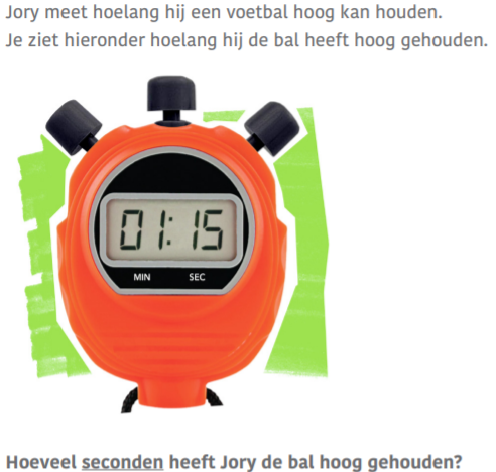 Jory meet hoelang hij een voetbal hoog kan houden.
Je ziet hieronder hoelang hij de bal heeft hoog gehouden.
01:15
MIN SEC
Hoeveel seconden heeft Jory de bal hoog gehouden?